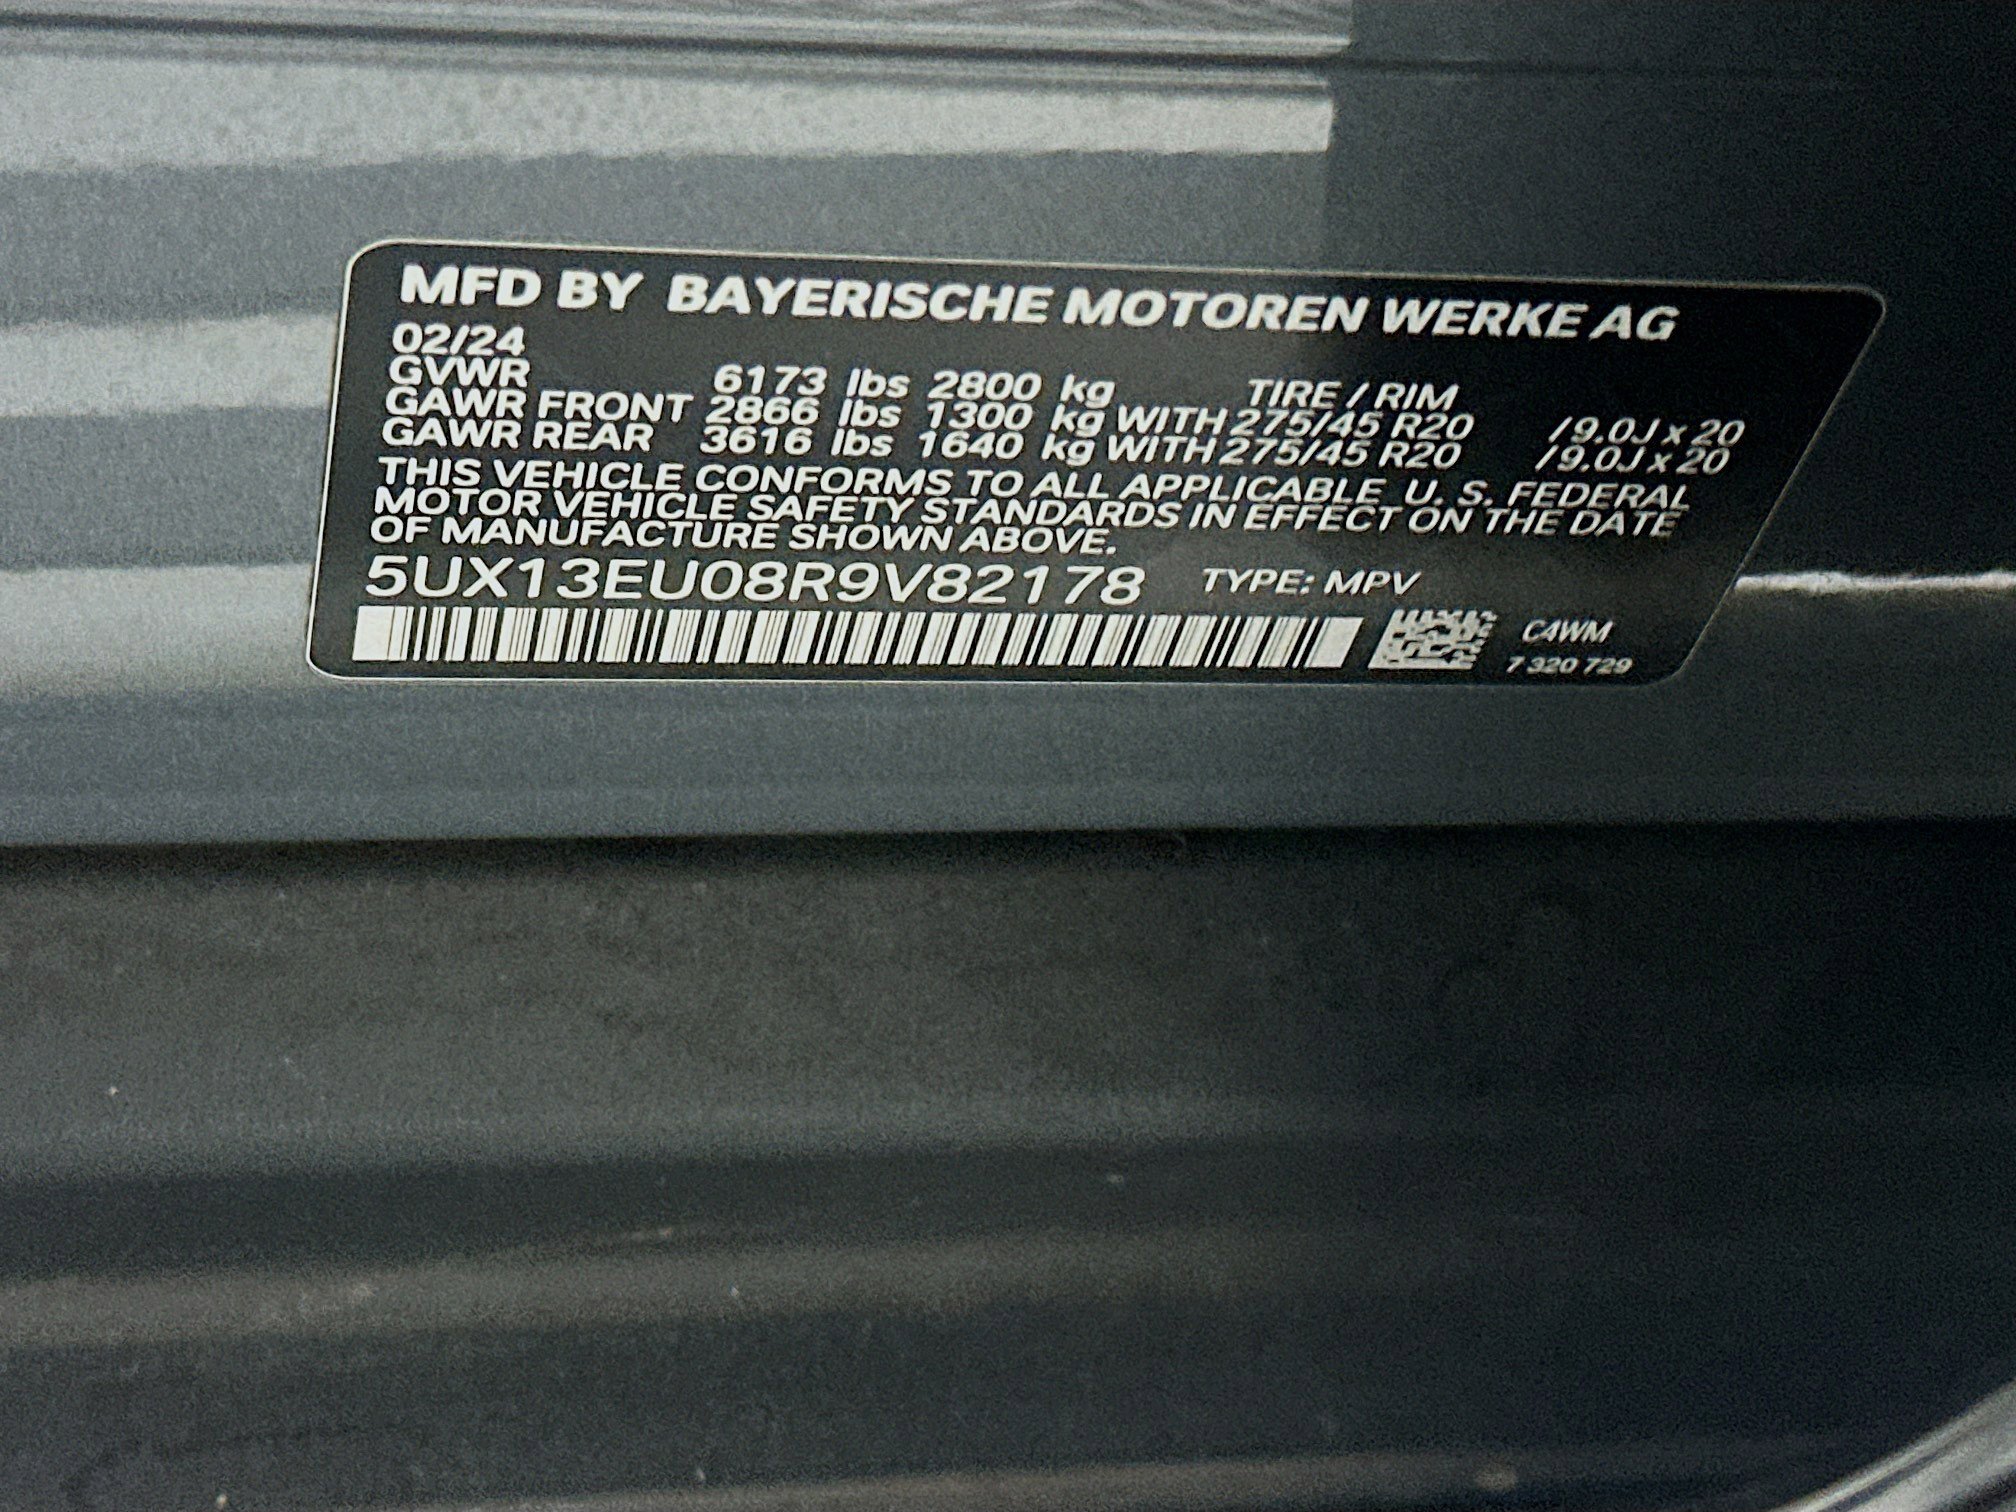 MFD BY BAYERISCHE MOTOREN WERKE AG
02/24
GVWR 6173 lbs 2800 kg TIRE / RIM
GAWR FRONT 2866 lbs 1300 kg WITH 275/45 R20 / 9.0J x 20
GAWR REAR 3616 lbs 1640 kg WITH 275/45 R20 / 9.0J x 20
THIS VEHICLE CONFORMS TO ALL APPLICABLE U. S. FEDERAL
MOTOR VEHICLE SAFETY STANDARDS IN EFFECT ON THE DATE
OF MANUFACTURE SHOWN ABOVE.
5UX13EU08R9V82178 TYPE: MPV
C4WM
7 320 729